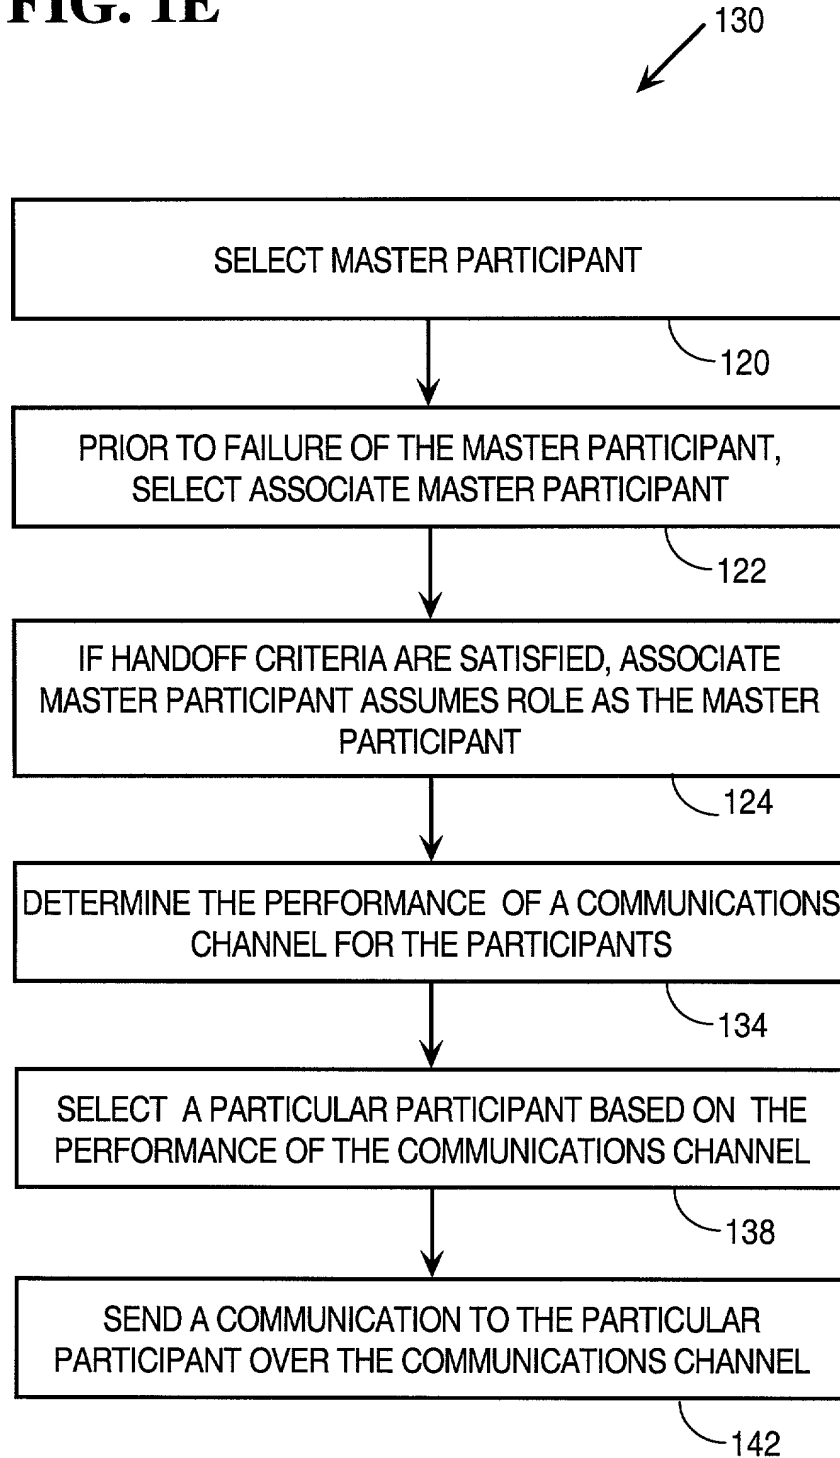 FIG. 1E
130
SELECT MASTER PARTICIPANT
120
PRIOR TO FAILURE OF THE MASTER PARTICIPANT,
SELECT ASSOCIATE MASTER PARTICIPANT
122
IF HANDOFF CRITERIA ARE SATISFIED, ASSOCIATE
MASTER PARTICIPANT ASSUMES ROLE AS THE MASTER
PARTICIPANT
124
DETERMINE THE PERFORMANCE OF A COMMUNICATIONS
CHANNEL FOR THE PARTICIPANTS
134
SELECT A PARTICULAR PARTICIPANT BASED ON THE
PERFORMANCE OF THE COMMUNICATIONS CHANNEL
138
SEND A COMMUNICATION TO THE PARTICULAR
PARTICIPANT OVER THE COMMUNICATIONS CHANNEL
142